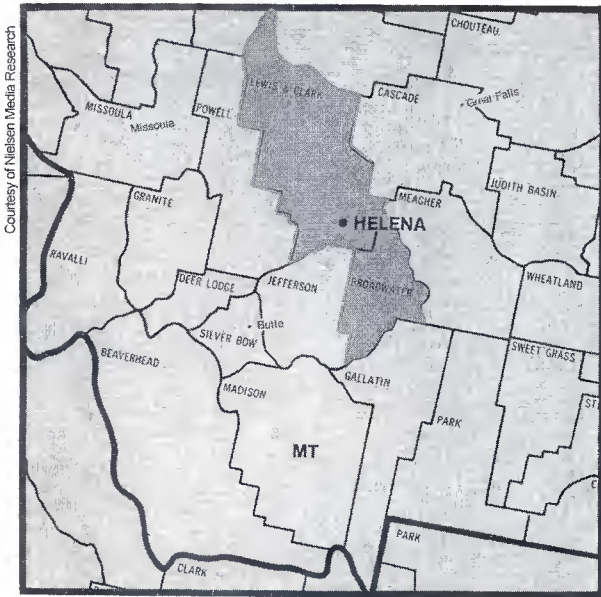 Courtesy of Nielsen Media Research
CHOUTEAU
LEWIS & CLARK
CASCADE
Great Falls
MISSOULA
Missoula
POWELL
JUDITH BASIN
MEAGHER
GRANITE
HELENA
RAVALLI
WHEATLAND
DEER LODGE
JEFFERSON
BROADWATER
Butte
SILVER BOW
SWEET GRASS
BEAVERHEAD
GALLATIN
MADISON
ST
PARK
MT
C
PARK
CLARK